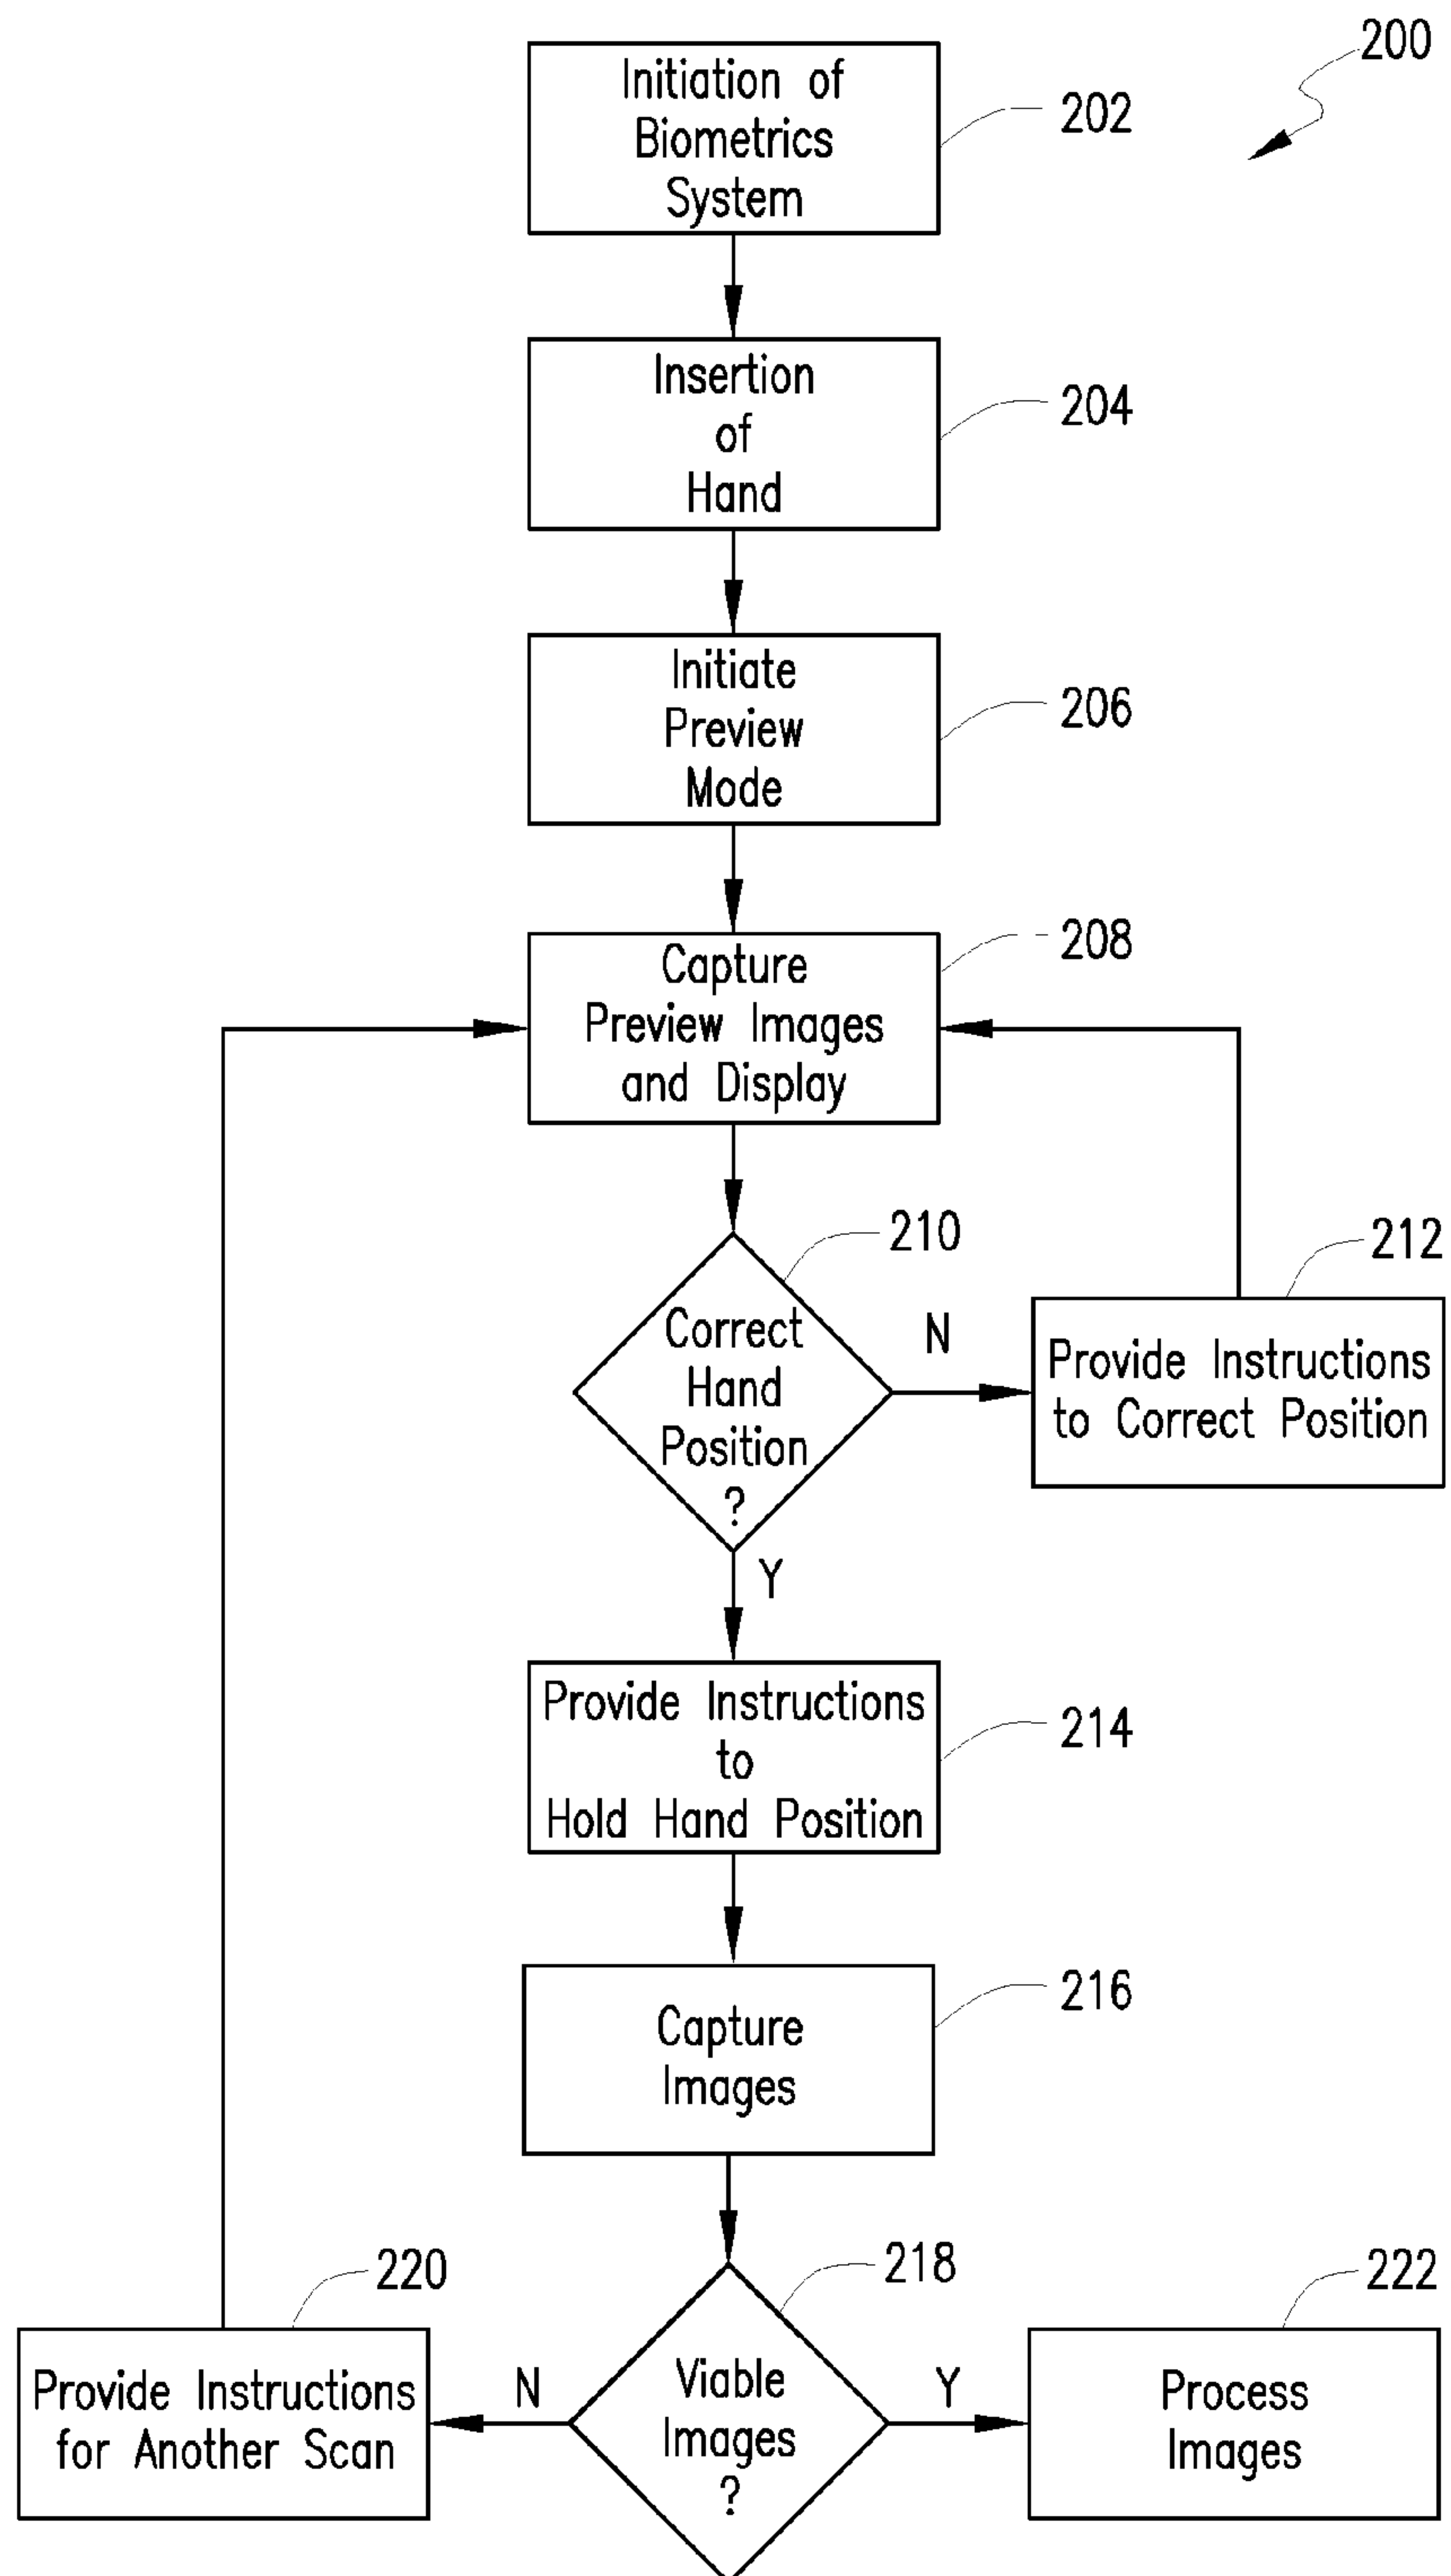 200
Initiation of
Biometrics
System
202
Insertion
of
Hand
204
Initiate
Preview
Mode
206
Capture
Preview Images
and Display
208
Correct
Hand
Position
?
210
N
Y
Provide Instructions
to Correct Position
212
Provide Instructions
to
Hold Hand Position
214
Capture
Images
216
Viable
Images
?
218
N
Y
Provide Instructions
for Another Scan
220
Process
Images
222